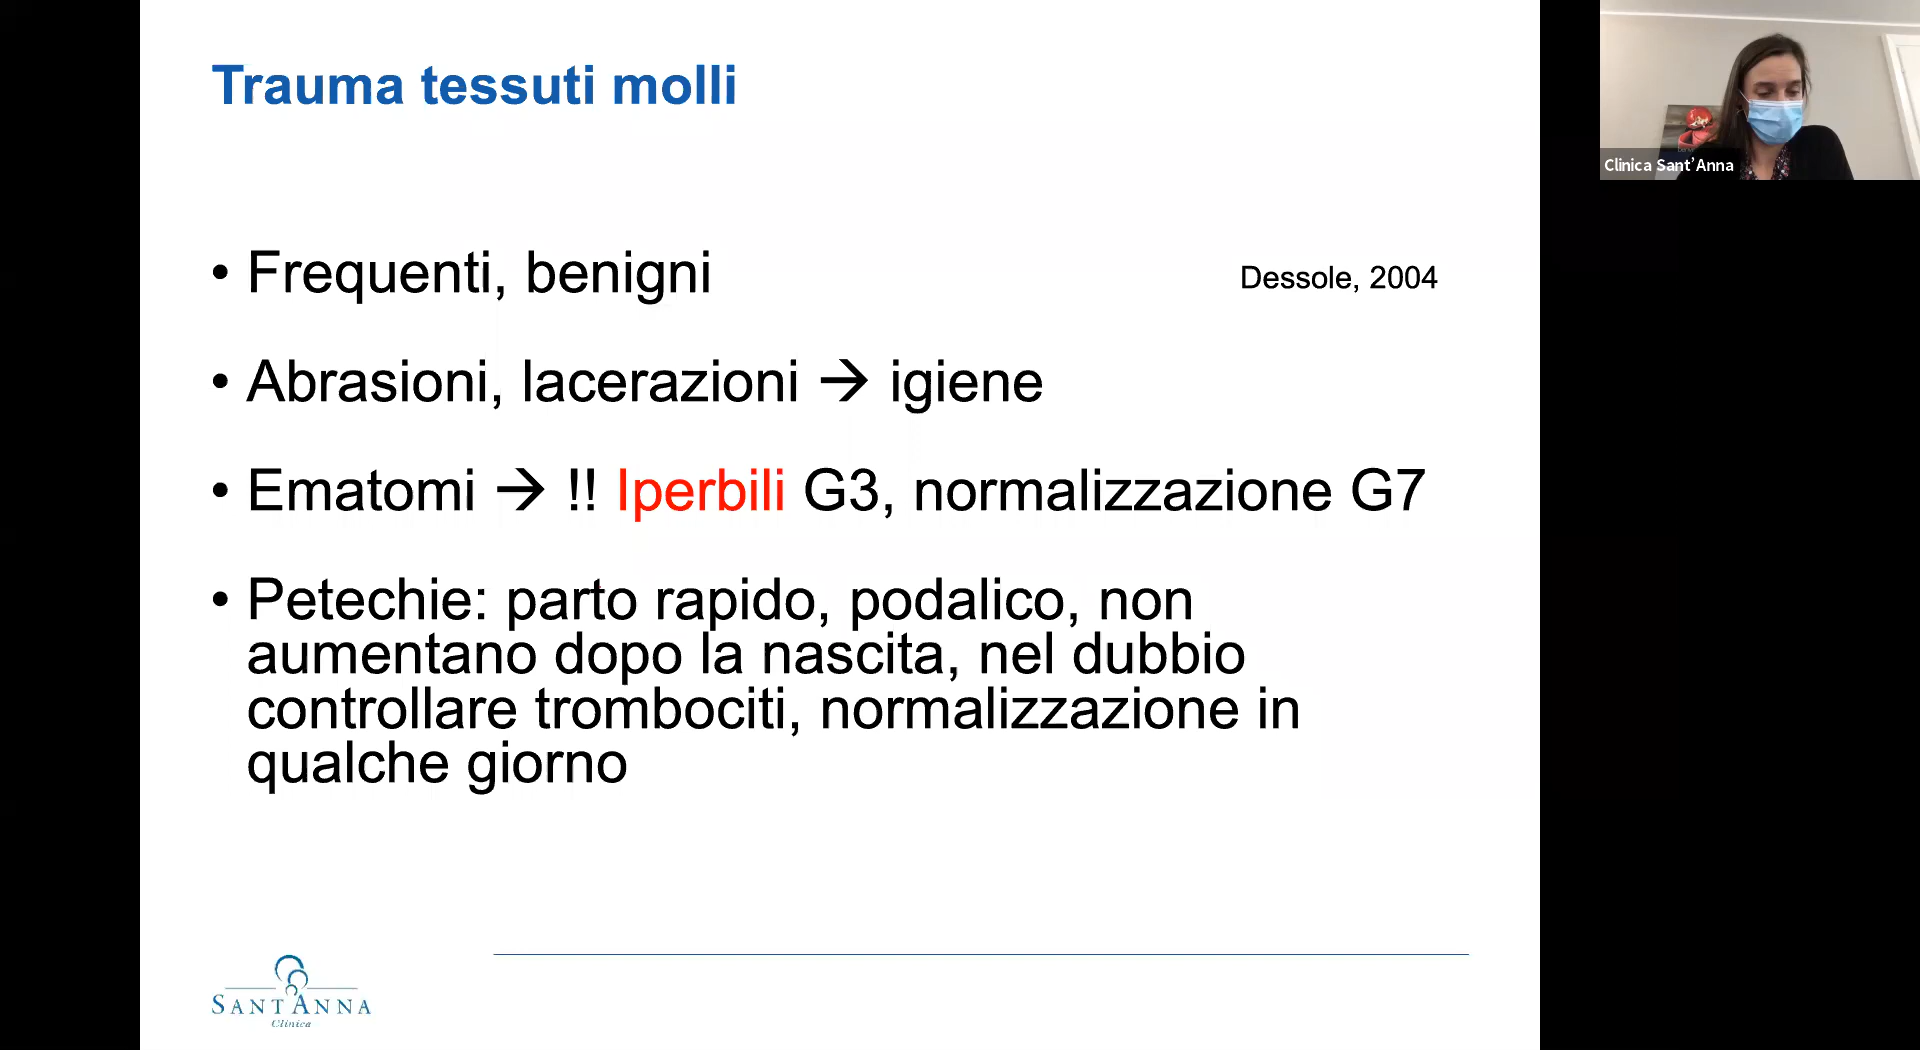 Trauma tessuti molli
• Frequenti, benigni
Dessole, 2004
• Abrasioni, lacerazioni → igiene
• Ematomi → !! Iperbili G3, normalizzazione G7
• Petechie: parto rapido, podalico, non
aumentano dopo la nascita, nel dubbio
controllare trombociti, normalizzazione in
qualche giorno
SANT'ANNA
Clinica
Clinica Sant'Anna